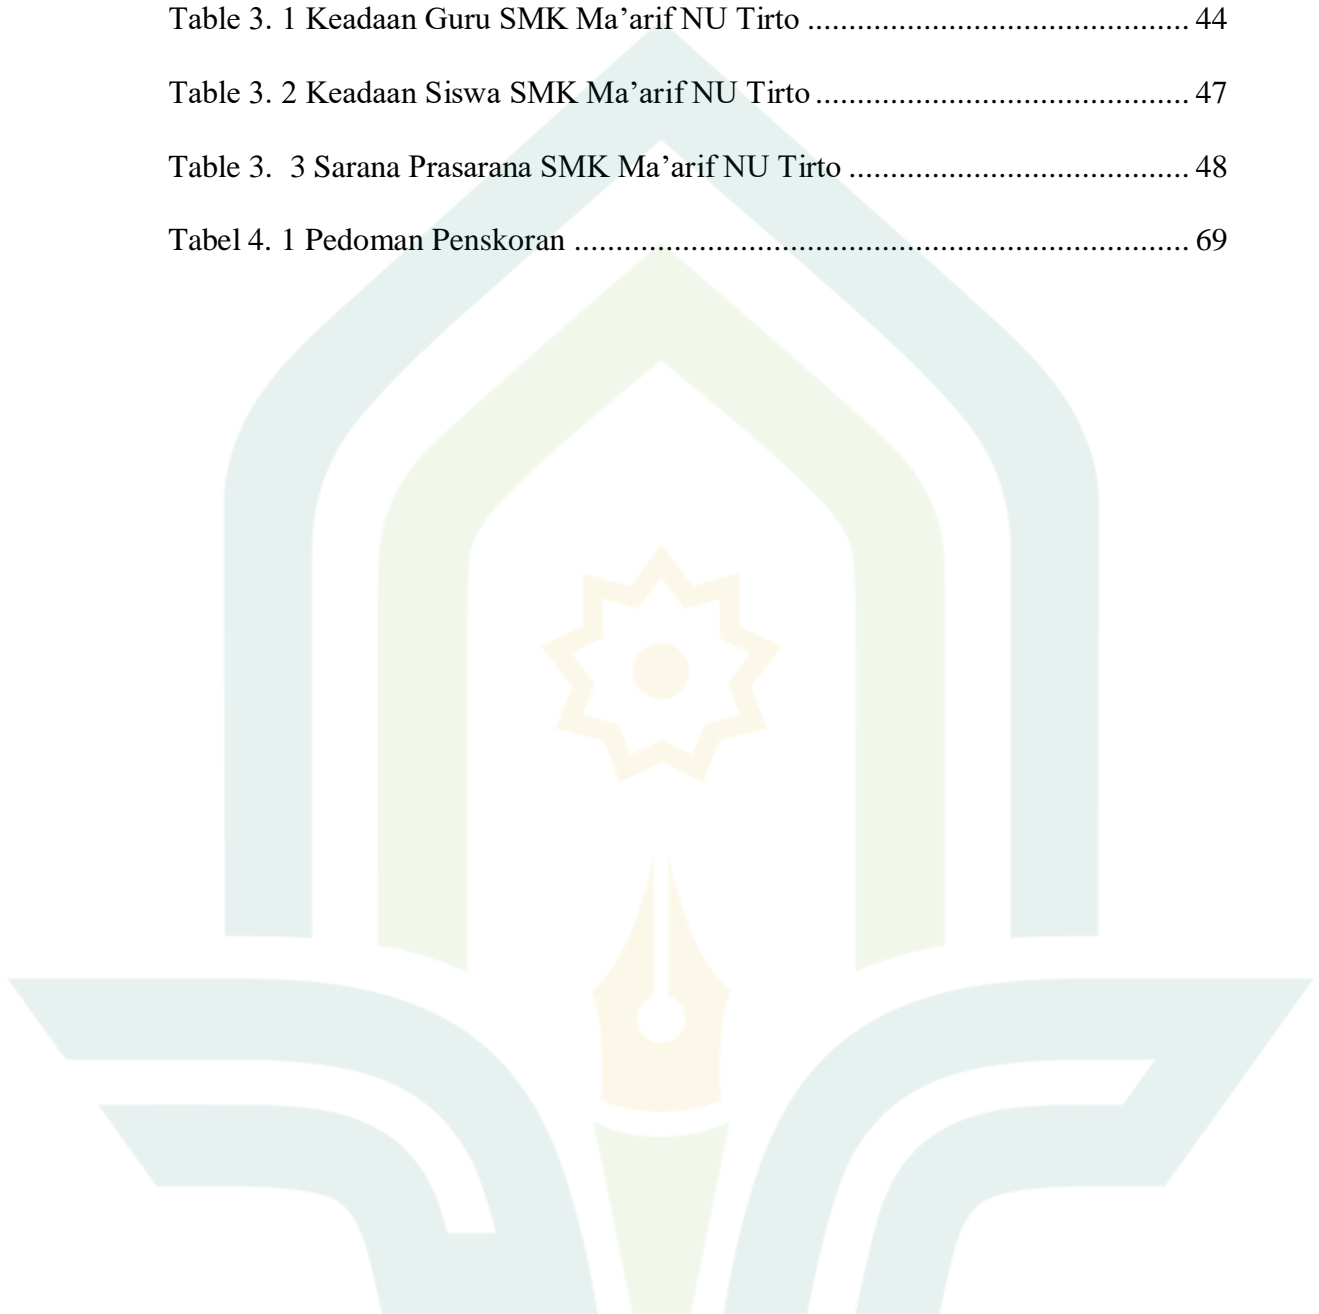 Table 3. 1 Keadaan Guru SMK Ma’arif NU Tirto .............................................. 44
Table 3. 2 Keadaan Siswa SMK Ma’arif NU Tirto ............................................. 47
Table 3.  3 Sarana Prasarana SMK Ma’arif NU Tirto ......................................... 48
Tabel 4. 1 Pedoman Penskoran .......................................................................... 69